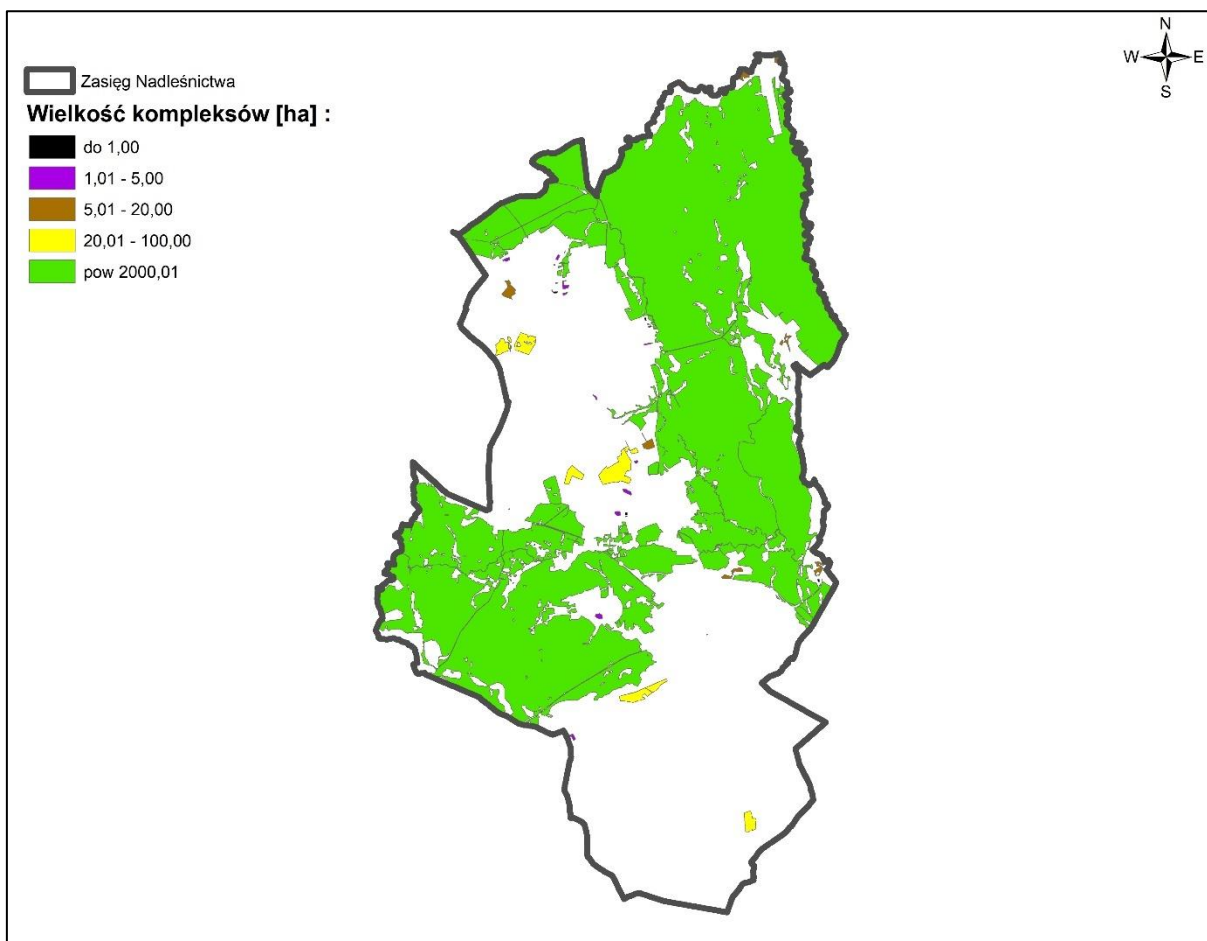 N
W E
S
Zasięg Nadleśnictwa
Wielkość kompleksów [ha] :
do 1,00
1,01 - 5,00
5,01 - 20,00
20,01 - 100,00
pow 2000,01